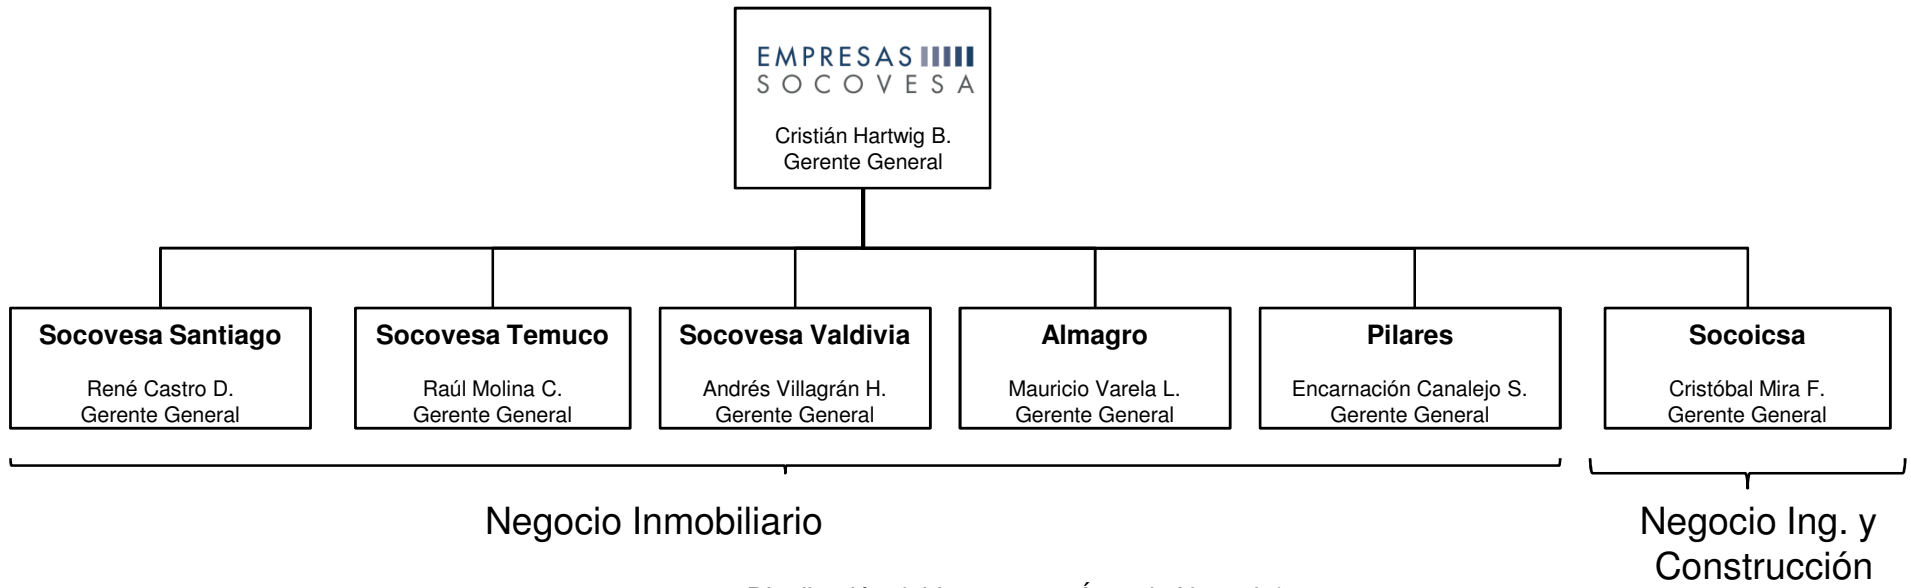 EMPRESAS
SOCOVESA
Cristián Hartwig B.
Gerente General
Socovesa Santiago
René Castro D.
Gerente General
Socovesa Temuco
Raúl Molina C.
Gerente General
Socovesa Valdivia
Andrés Villagrán H.
Gerente General
Almagro
Mauricio Varela L.
Gerente General
Pilares
Encarnación Canalejo S.
Gerente General
Socoicsa
Cristóbal Mira F.
Gerente General
Negocio Inmobiliario
Negocio Ing. y
Construcción